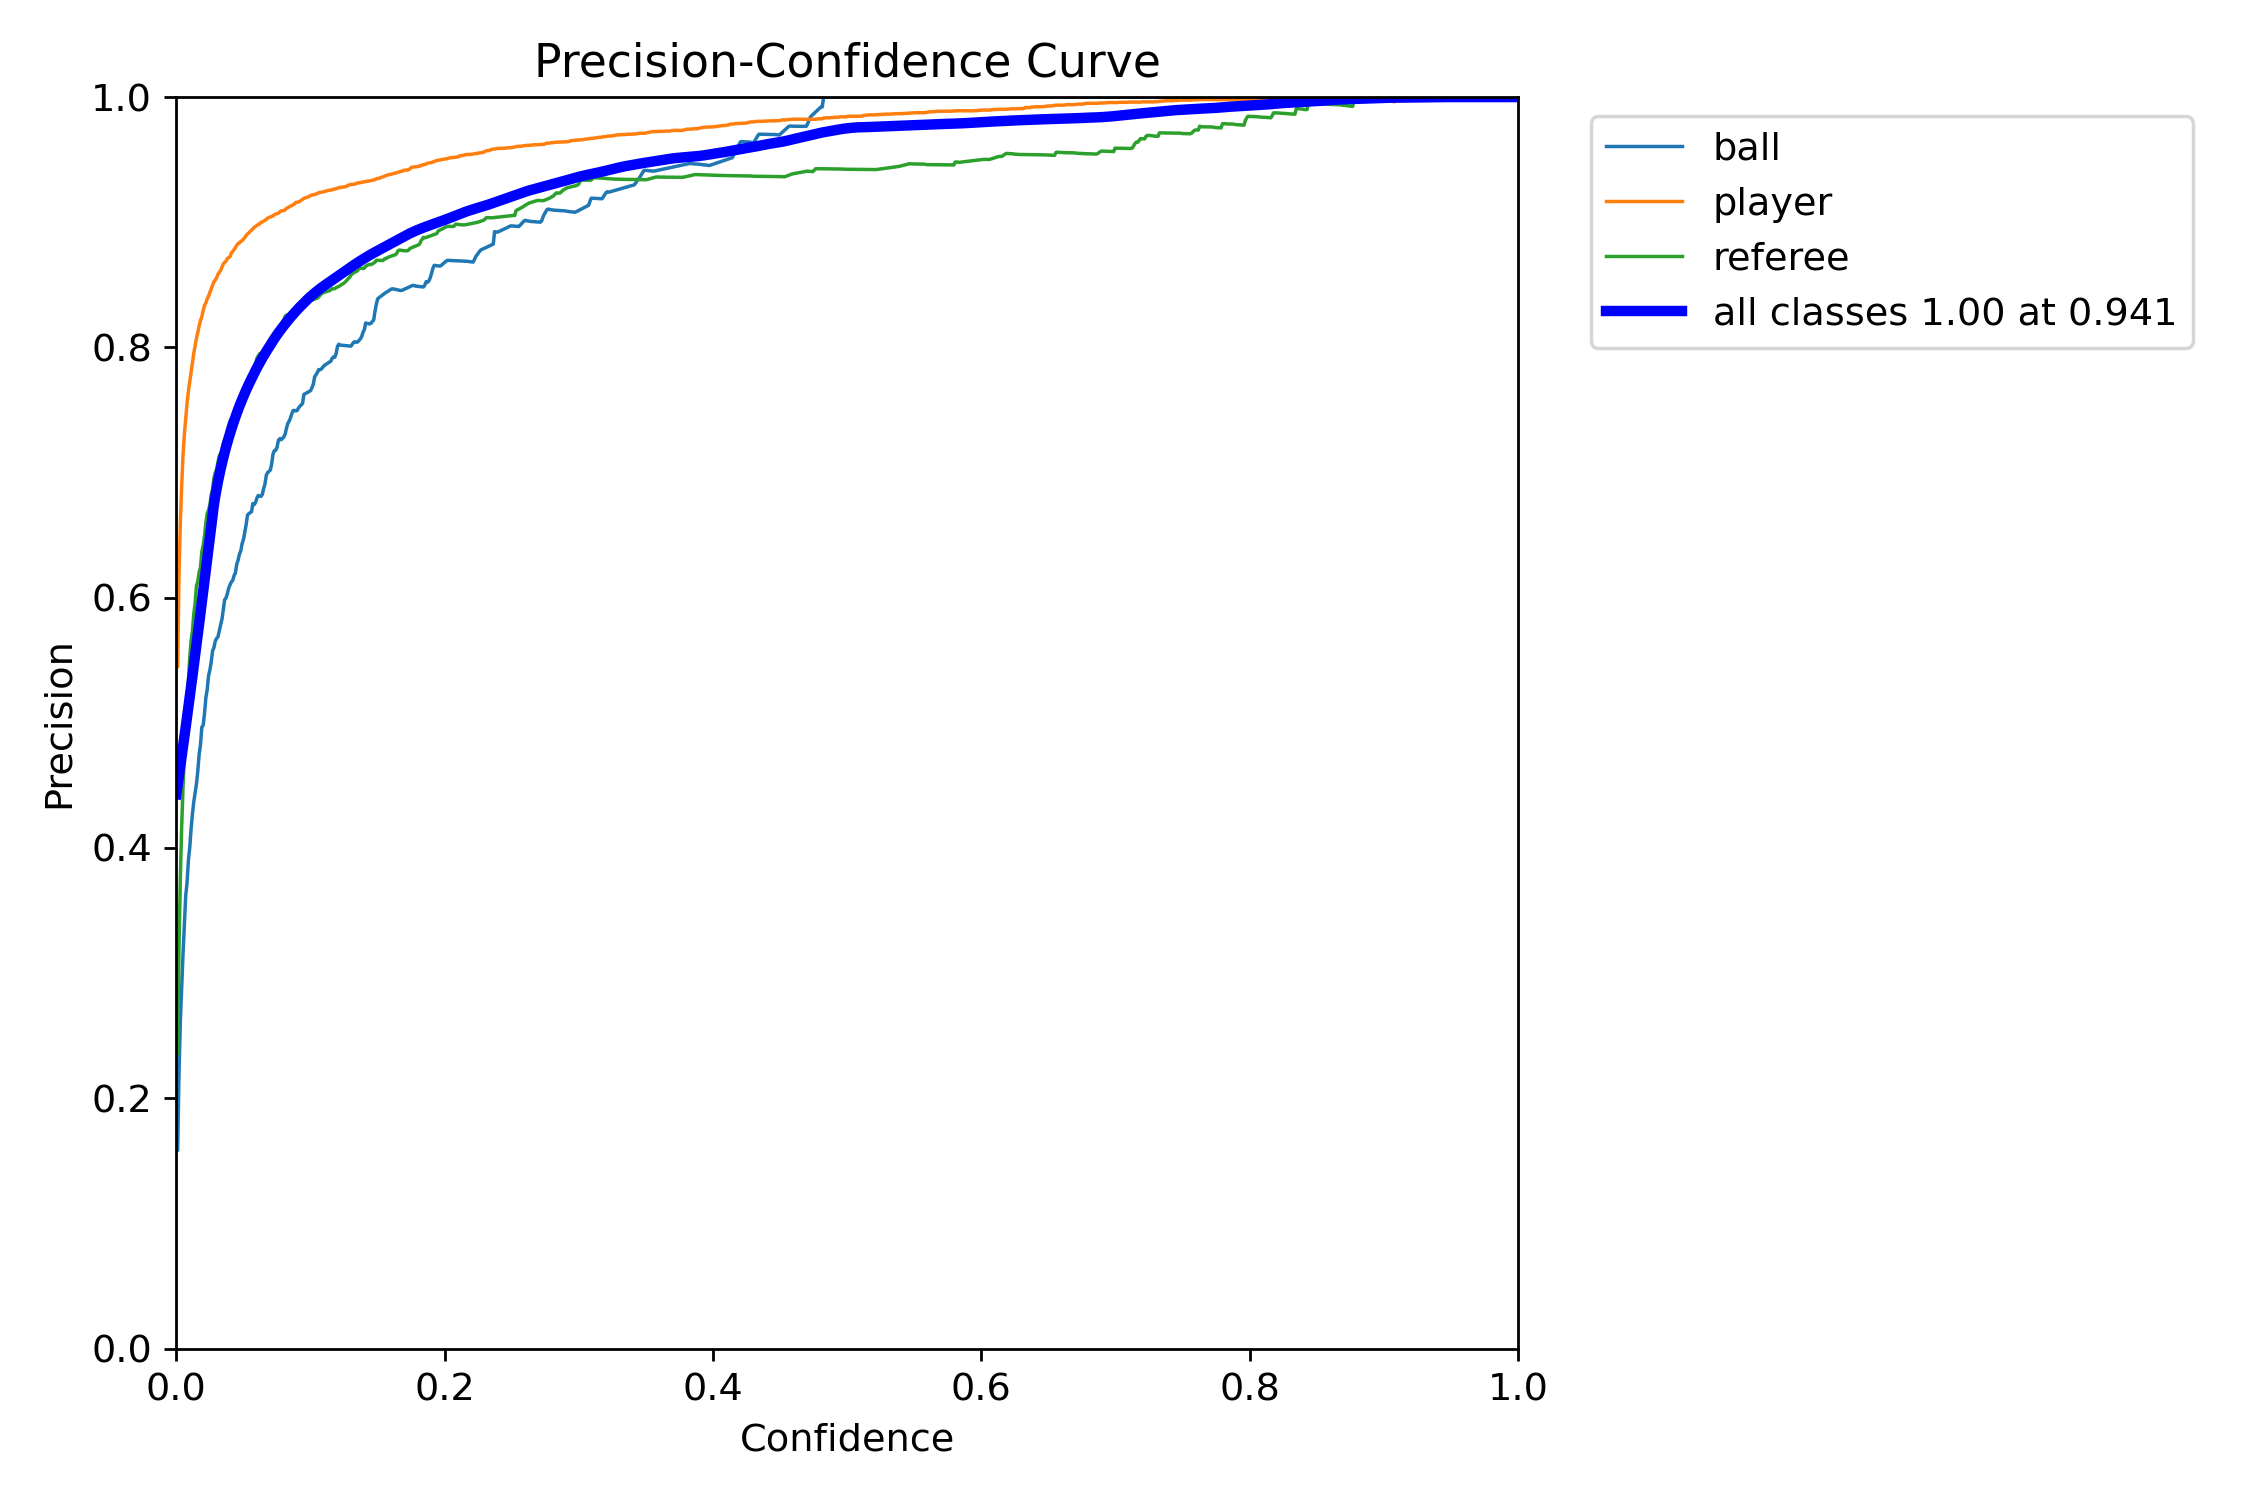 Precision-Confidence Curve
1.0
0.8
0.6
0.4
0.2
0.0
Precision
0.0 0.2 0.4 0.6 0.8 1.0
Confidence
ball
player
referee
all classes 1.00 at 0.941